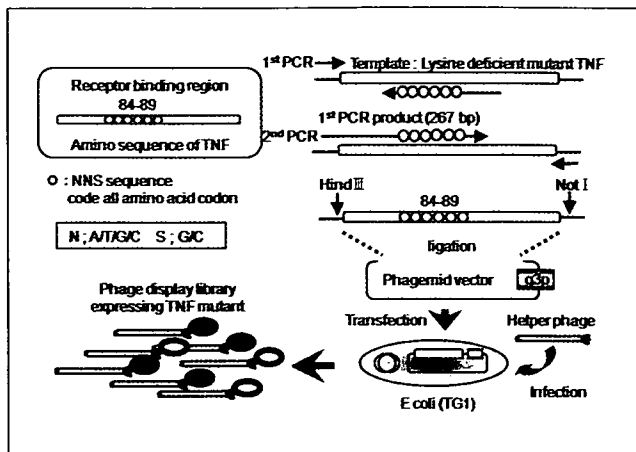 1st PCR
Template : Lysine deficient mutant TNF
Receptor binding region
84-89
Amino sequence of TNF
1st PCR product (267 bp)
2nd PCR
O : NNS sequence
code all amino acid codon
N ; A/T/G/C S ; G/C
Hind III
84-89
Not I
ligation
Phagemid vector
g3p
Phage display library
expressing TNF mutant
Transfection
Helper phage
Infection
E coli (TG1)